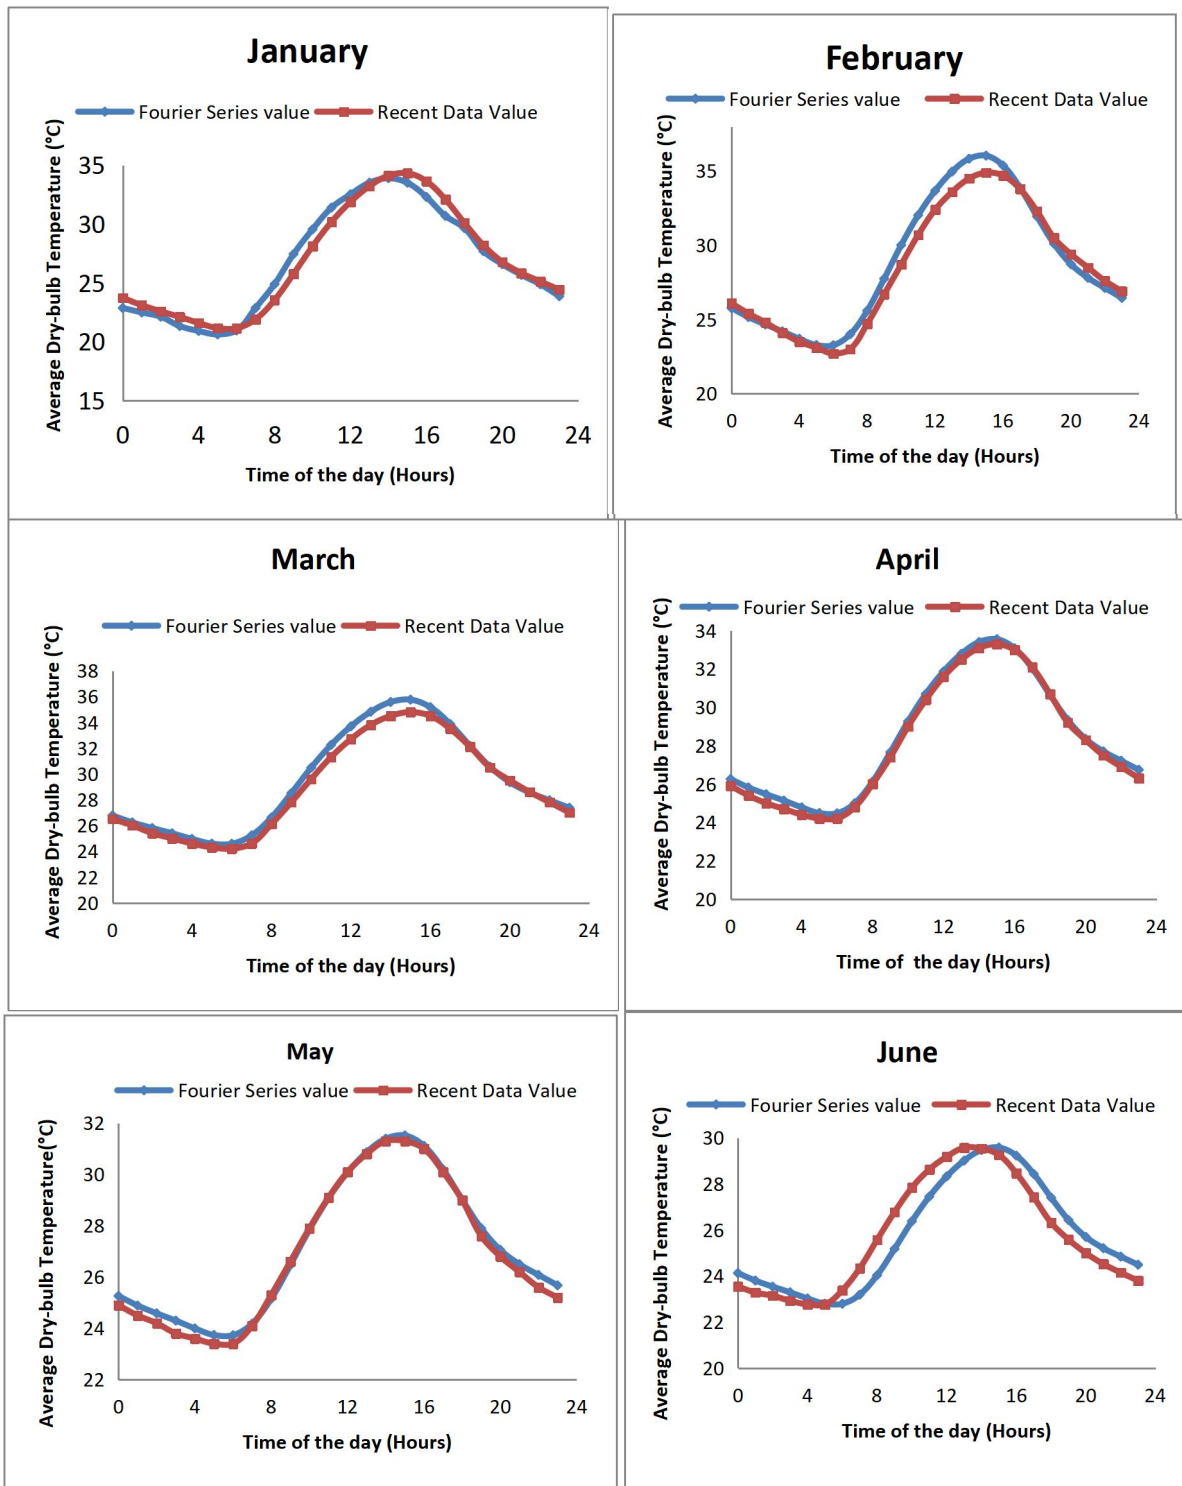 January
Fourier Series value Recent Data Value
Average Dry-bulb Temperature (°C)
35
30
25
20
15
0 4 8 12 16 20 24
Time of the day (Hours)
February
Fourier Series value Recent Data Value
Average Dry-bulb Temperature (°C)
35
30
25
20
0 4 8 12 16 20 24
Time of the day (Hours)
March
Fourier Series value Recent Data Value
Average Dry-bulb Temperature (°C)
38
36
34
32
30
28
26
24
22
20
0 4 8 12 16 20 24
Time of the day (Hours)
April
Fourier Series value Recent Data Value
Average Dry-bulb Temperature (°C)
34
32
30
28
26
24
22
20
0 4 8 12 16 20 24
Time of the day (Hours)
May
Fourier Series value Recent Data Value
Average Dry-bulb Temperature(°C)
32
30
28
26
24
22
0 4 8 12 16 20 24
Time of the day (Hours)
June
Fourier Series value Recent Data Value
Average Dry-bulb Temperature (°C)
30
28
26
24
22
20
0 4 8 12 16 20 24
Time of the day (Hours)